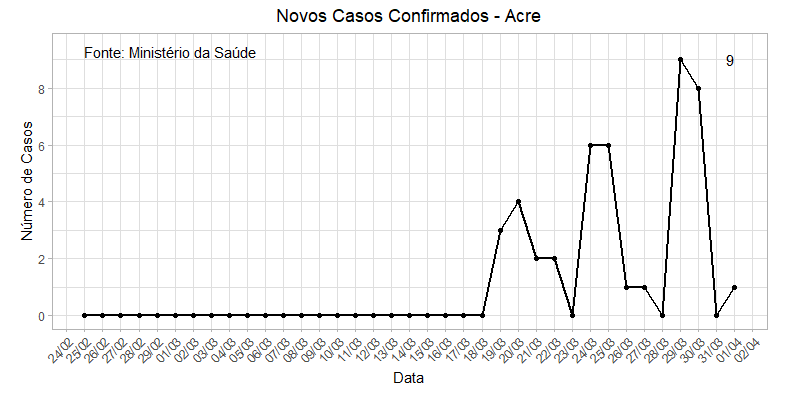 Novos Casos Confirmados - Acre
Fonte: Ministério da Saúde
9
Número de Casos
8
6
4
2
0
24/02 25/02 26/02 27/02 28/02 29/02 01/03 02/03 03/03 04/03 05/03 06/03 07/03 08/03 09/03 10/03 11/03 12/03 13/03 14/03 15/03 16/03 17/03 18/03 19/03 20/03 21/03 22/03 23/03 24/03 25/03 26/03 27/03 28/03 29/03 30/03 31/03 01/04 02/04
Data